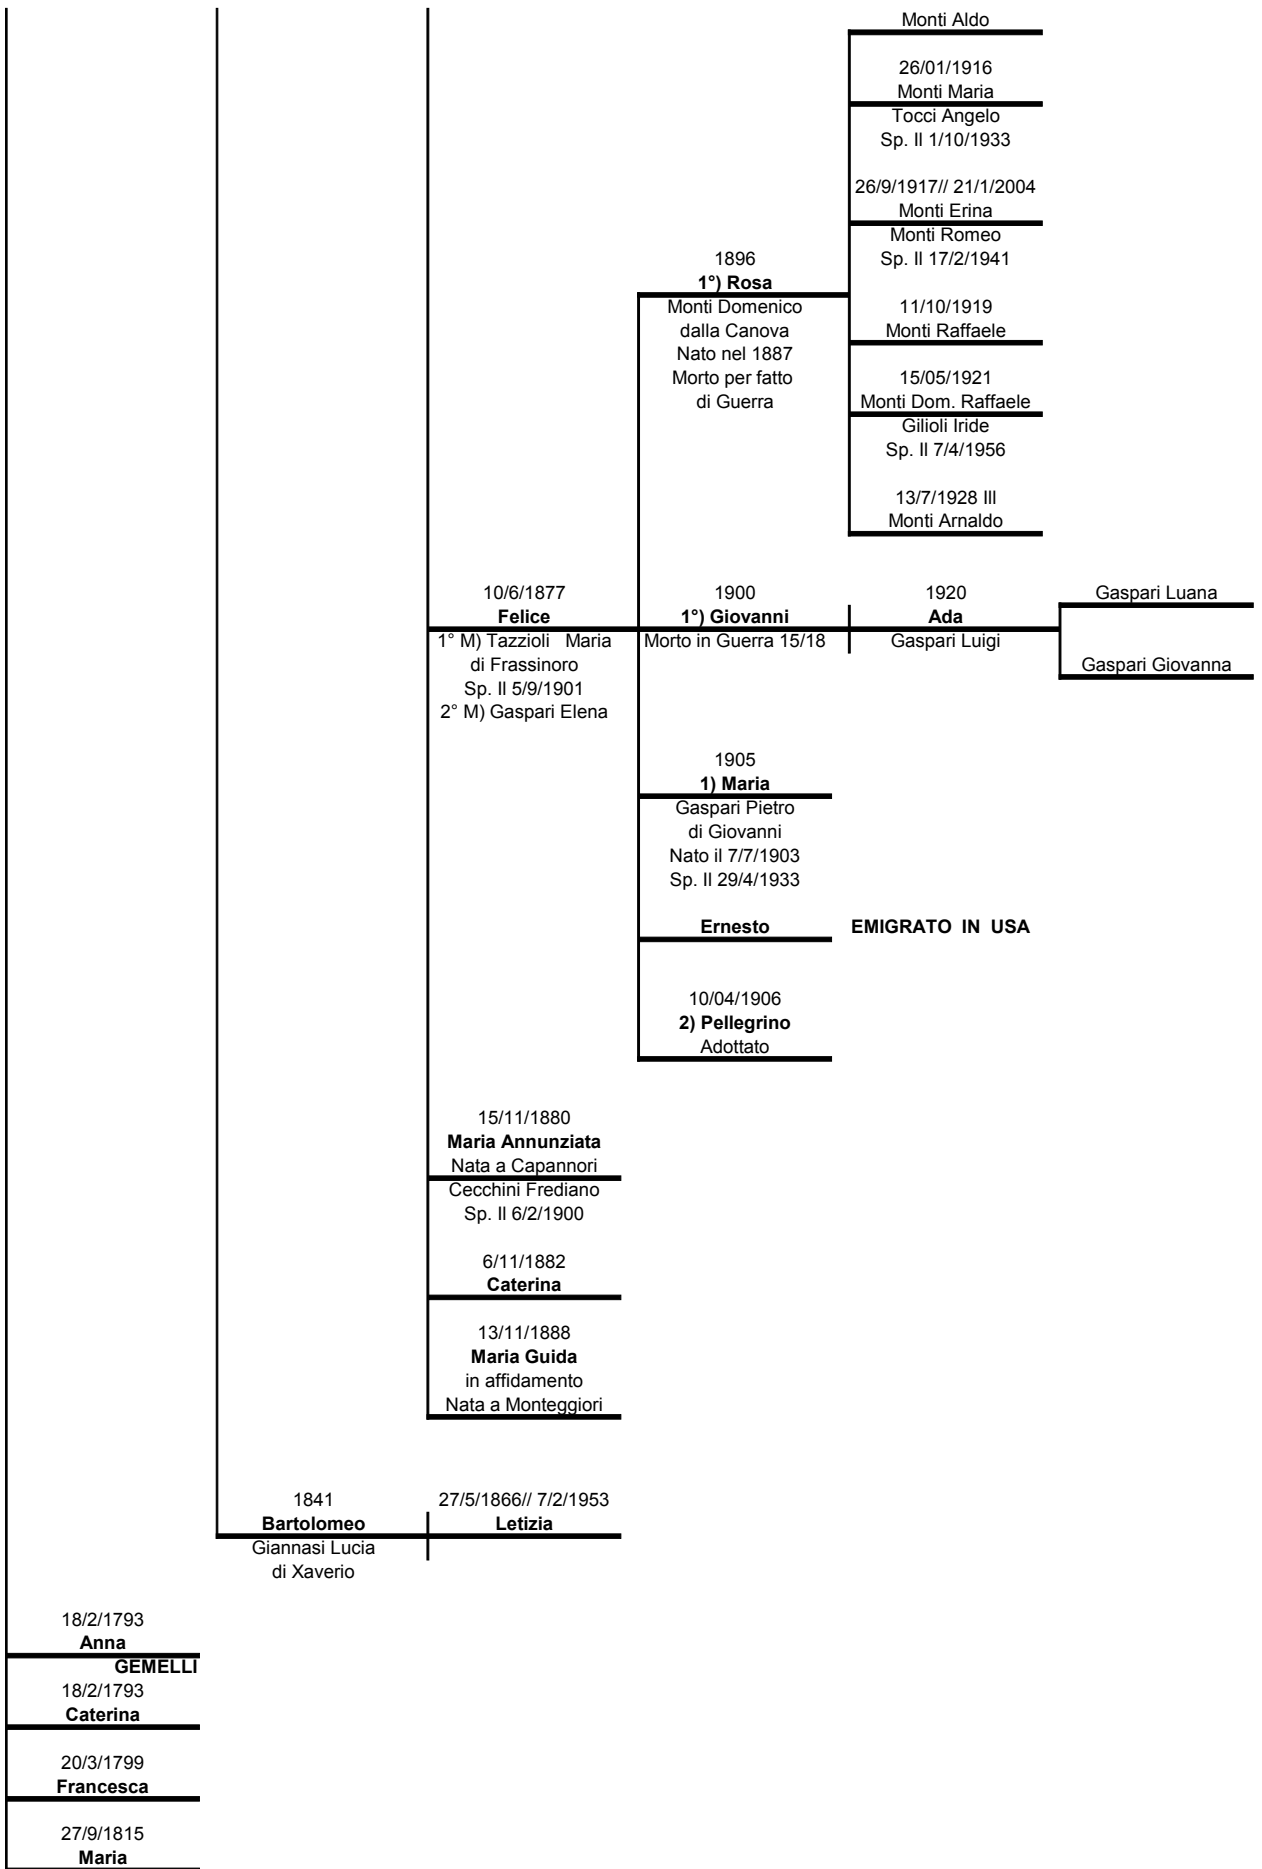 Monti Aldo
26/01/1916
Monti Maria
Tocci Angelo
Sp. Il 1/10/1933
26/9/1917// 21/1/2004
Monti Erina
Monti Romeo
Sp. Il 17/2/1941
1896
1°) Rosa
Monti Domenico
dalla Canova
Nato nel 1887
Morto per fatto
di Guerra
11/10/1919
Monti Raffaele
15/05/1921
Monti Dom. Raffaele
Gilioli Iride
Sp. Il 7/4/1956
13/7/1928 III
Monti Arnaldo
10/6/1877
Felice
1° M) Tazzioli Maria
di Frassinoro
Sp. Il 5/9/1901
2° M) Gaspari Elena
1900
1°) Giovanni
Morto in Guerra 15/18
1920
Ada
Gaspari Luigi
Gaspari Luana
Gaspari Giovanna
1905
1) Maria
Gaspari Pietro
di Giovanni
Nato il 7/7/1903
Sp. Il 29/4/1933
Ernesto EMIGRATO IN USA
10/04/1906
2) Pellegrino
Adottato
15/11/1880
Maria Annunziata
Nata a Capannori
Cecchini Frediano
Sp. Il 6/2/1900
6/11/1882
Caterina
13/11/1888
Maria Guida
in affidamento
Nata a Monteggiori
1841
Bartolomeo
Giannasi Lucia
di Xaverio
27/5/1866// 7/2/1953
Letizia
18/2/1793
Anna
GEMELLI
18/2/1793
Caterina
20/3/1799
Francesca
27/9/1815
Maria